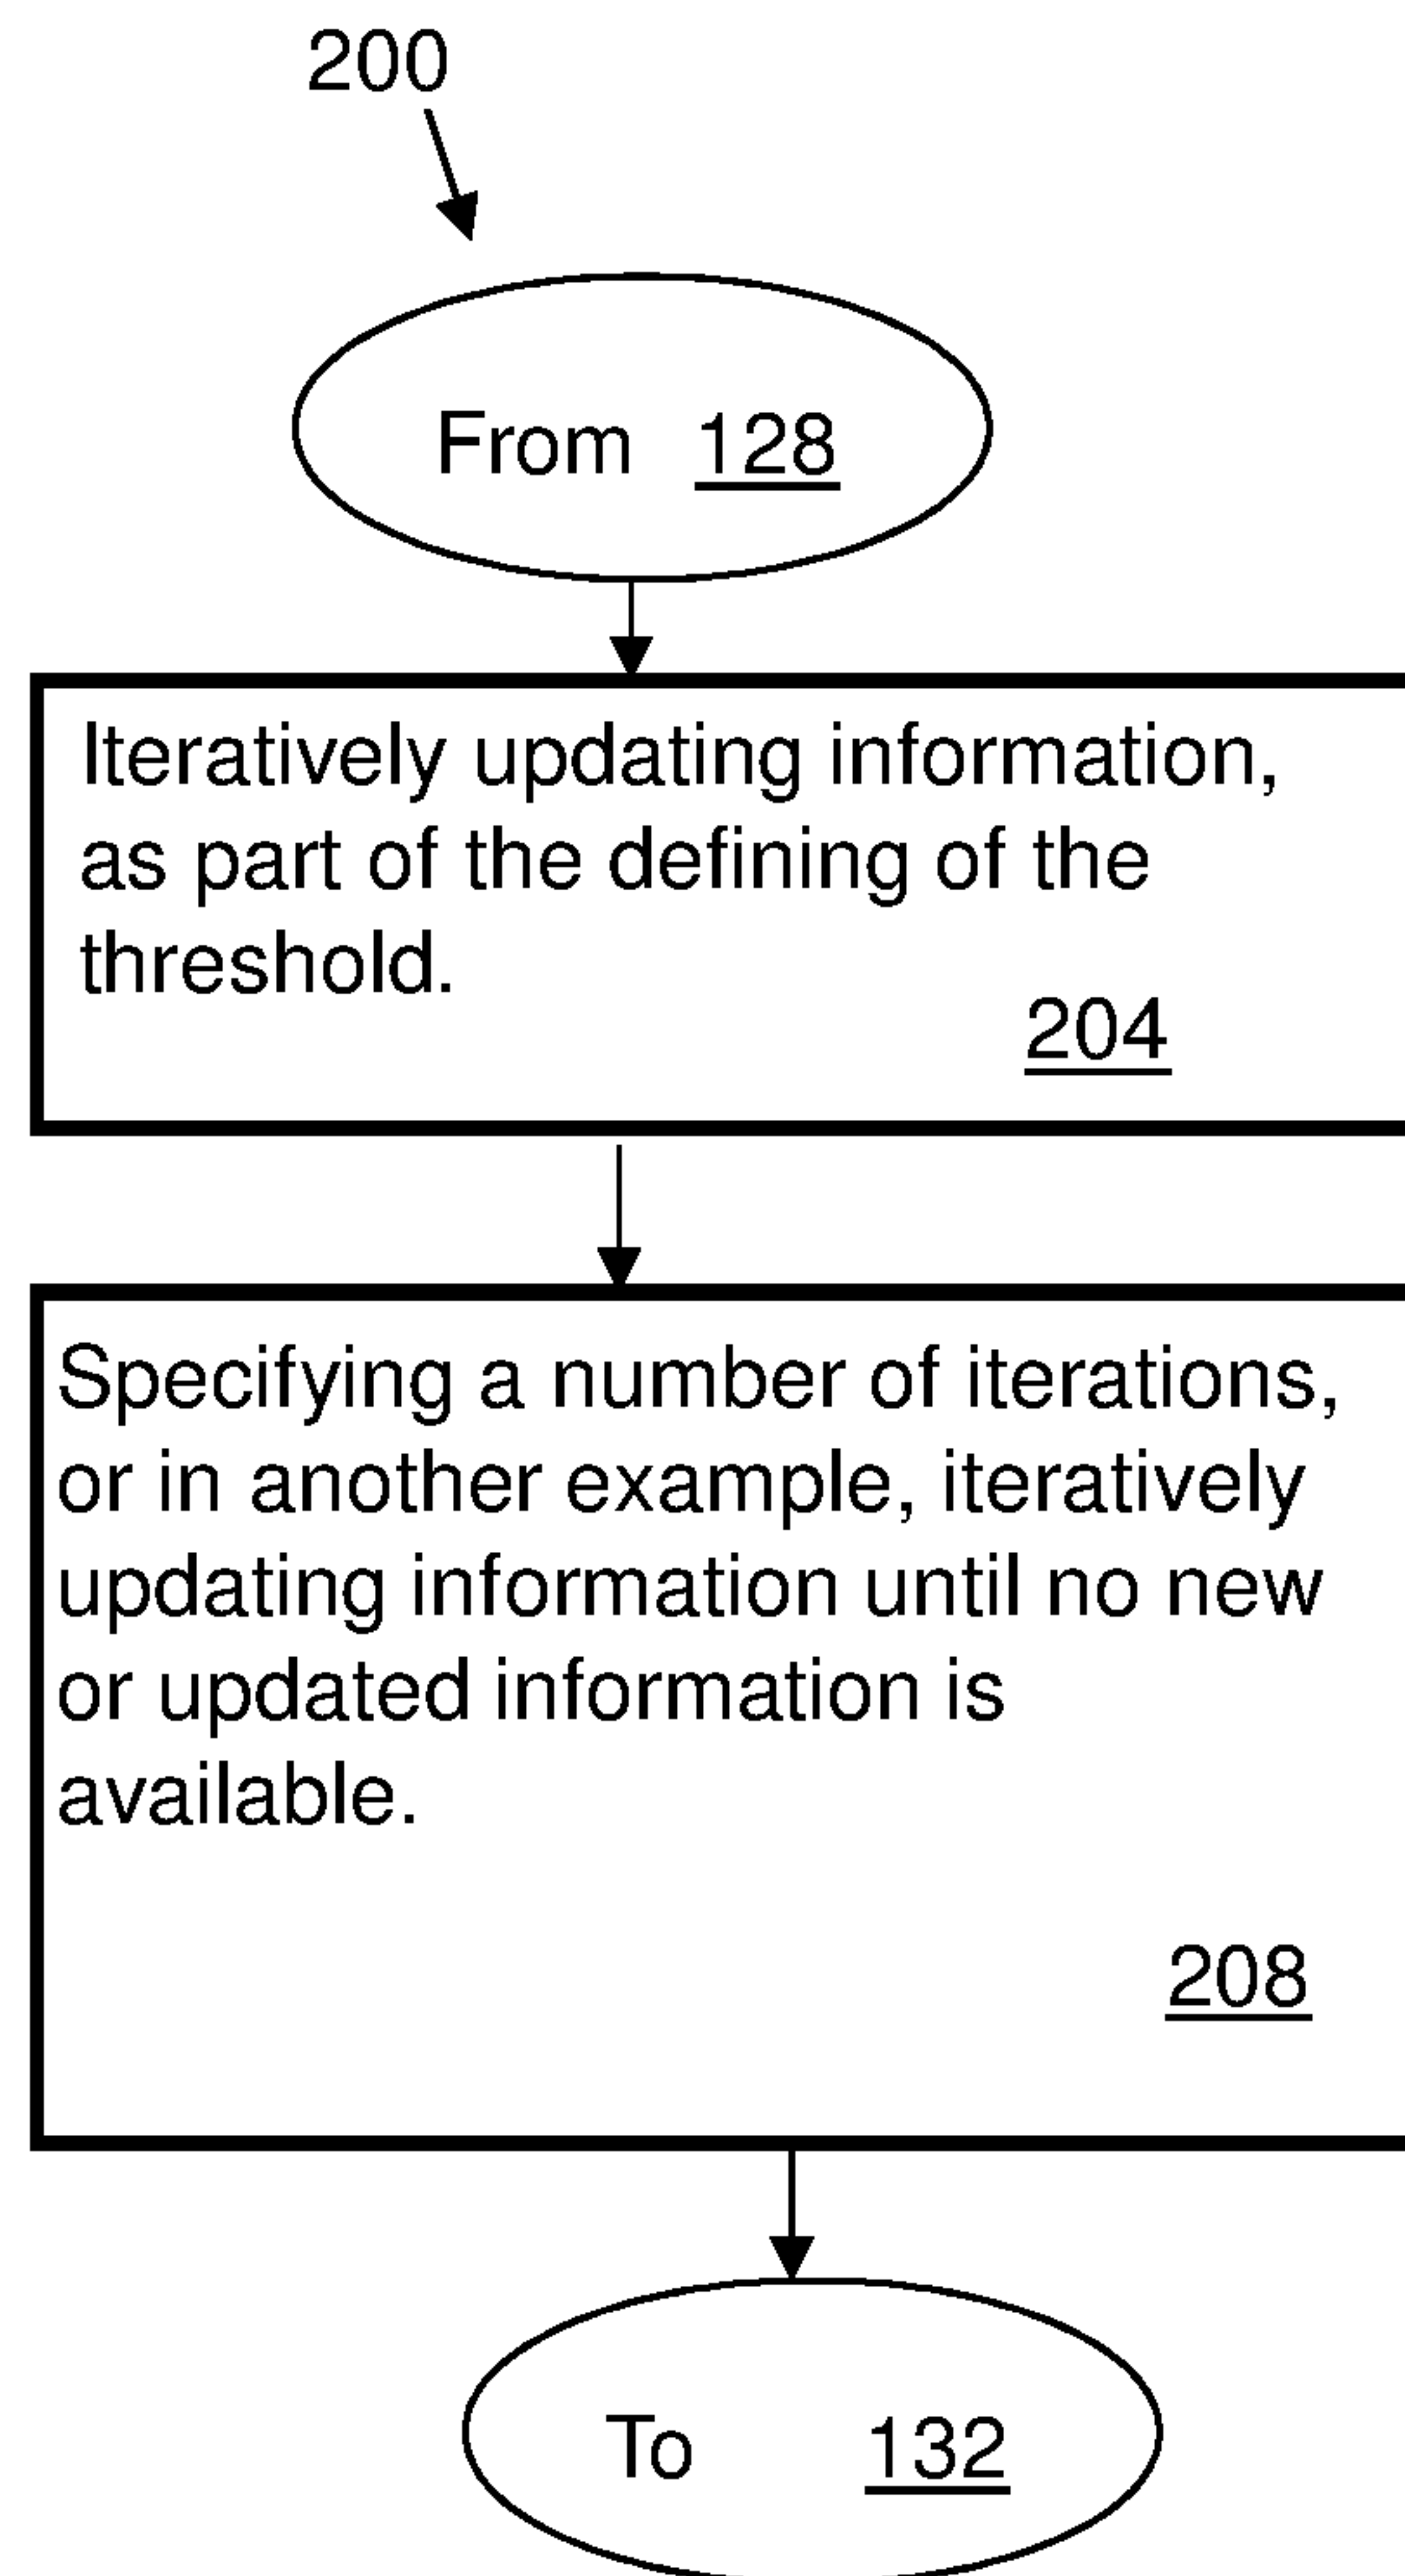 200
From 128
Iteratively updating information,
as part of the defining of the
threshold.
204
Specifying a number of iterations,
or in another example, iteratively
updating information until no new
or updated information is
available.
208
To 132